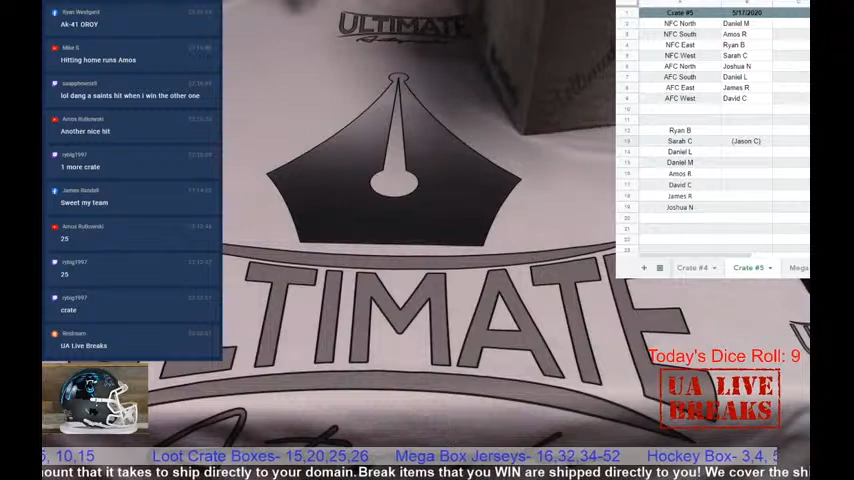 Ryan Westgard
Ak-41 OROY
Mike S
Hitting home runs Amos
lol dang a saints hit when i win the other one
Amos Rutkowski
Another nice hit
rybig1997
1 more crate
James Randall
Sweet my team
Amos Rutkowski
25
rybig1997
25
rybig1997
crate
Restream
UA Live Breaks
ULTIMATE
ULTIMATE
Crate #5 5/17/2020
NFC North Daniel M
NFC South Amos R
NFC East Ryan B
NFC West Sarah C
AFC North Joshua N
AFC South Daniel L
AFC East James R
AFC West David C
Ryan B
Sarah C (Jason C)
Daniel L
Daniel M
Amos R
David C
James R
Joshua N
Crate #4 Crate #5 Mega
Today's Dice Roll: 9
UA LIVE
BREAKS
5, 10,15 Loot Crate Boxes- 15,20,25,26 Mega Box Jerseys- 16,32,34-52 Hockey Box- 3,4, 5
mount that it takes to ship directly to your domain.Break items that you WIN are shipped directly to you! We cover the sh